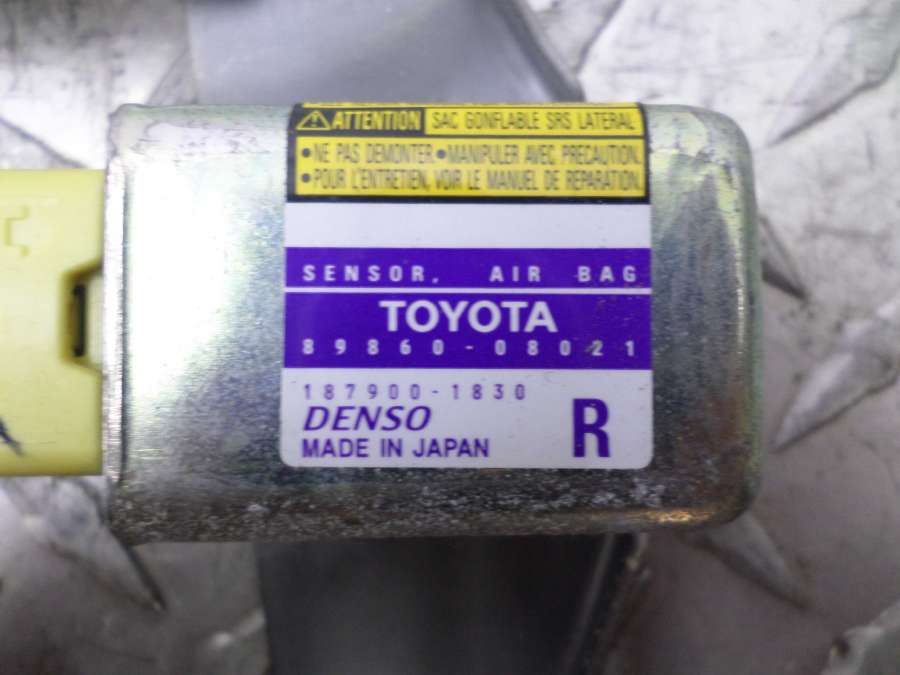 ⚠ATTENTION SAC GONFLABLE SRS LATERAL
•NE PAS DEMONTER•MANIPULER AVEC PRECAUTION.
•POUR L'ENTRETIEN, VOIR LE MANUEL DE REPARATION.
SENSOR, AIR BAG
TOYOTA
89860-08021
187900-1830
DENSO R
MADE IN JAPAN